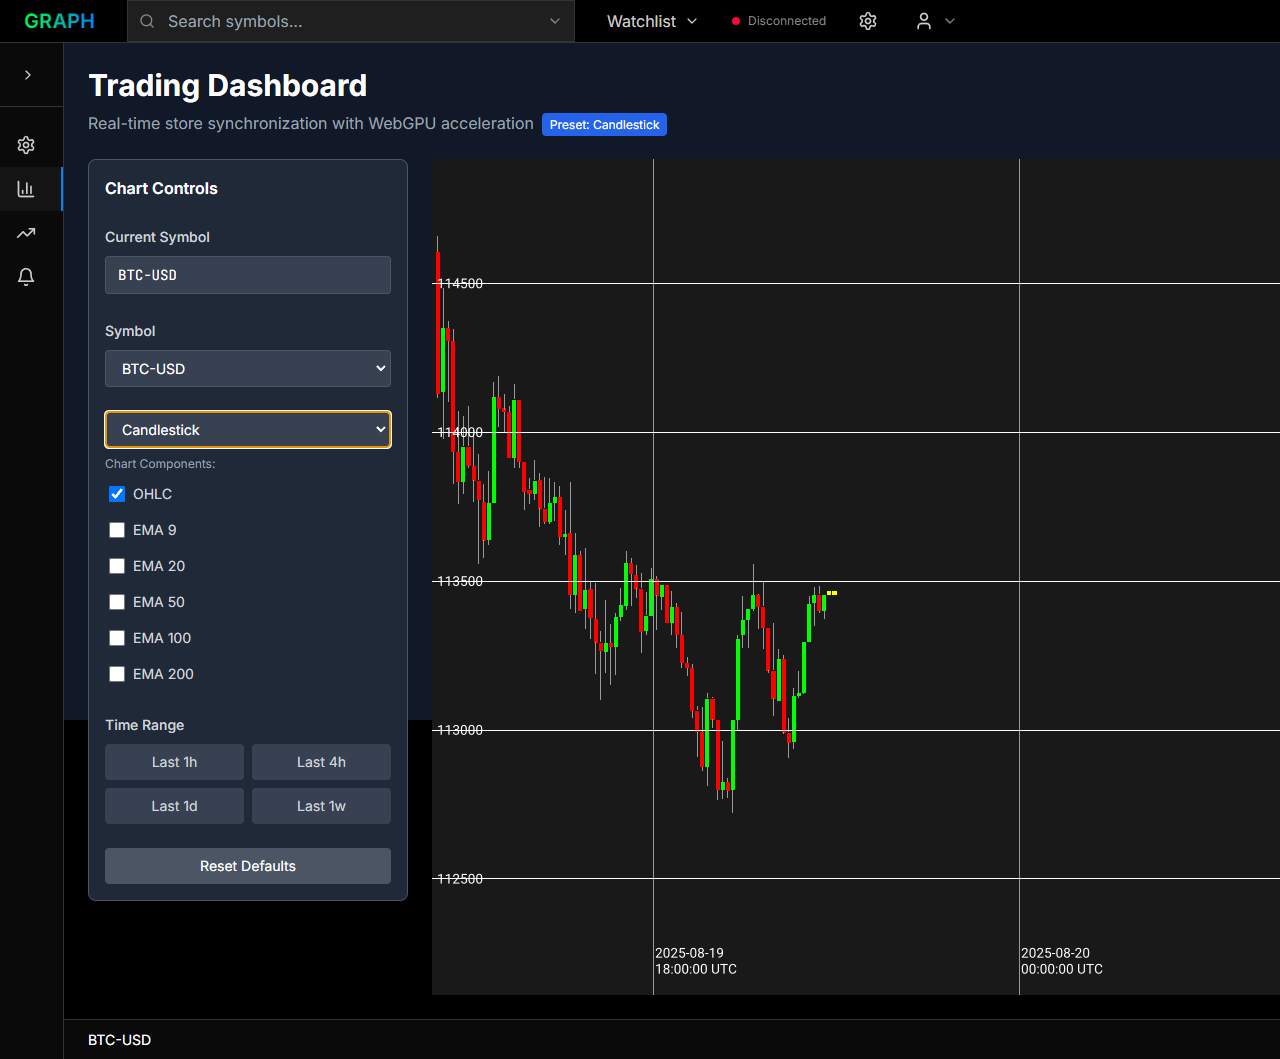 GRAPH
Search symbols...
Watchlist
Disconnected
Trading Dashboard
Real-time store synchronization with WebGPU acceleration
Preset: Candlestick
Chart Controls
Current Symbol
BTC-USD
Symbol
BTC-USD
Candlestick
Chart Components:
OHLC
EMA 9
EMA 20
EMA 50
EMA 100
EMA 200
Time Range
Last 1h
Last 4h
Last 1d
Last 1w
Reset Defaults
114500
114000
113500
113000
112500
2025-08-19
18:00:00 UTC
2025-08-20
00:00:00 UTC
BTC-USD